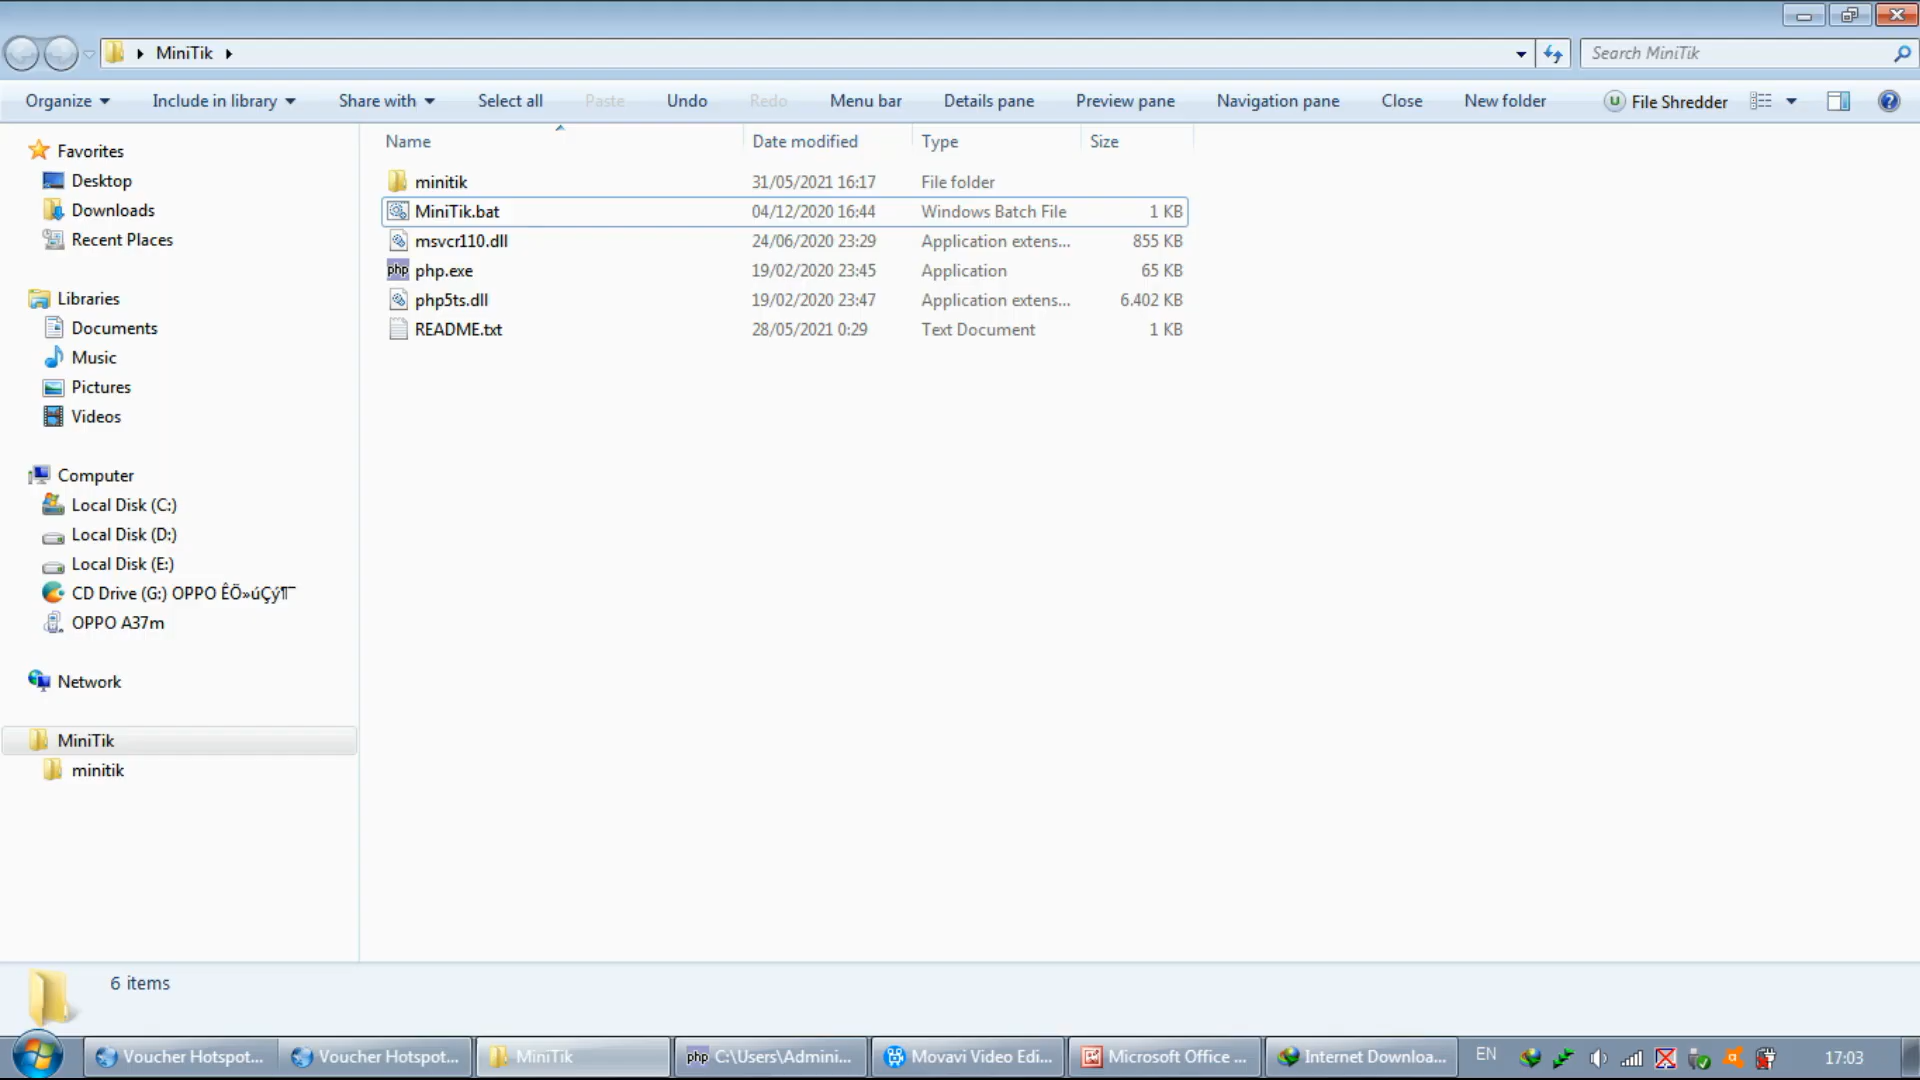 MiniTik
Search MiniTik
Organize Include in library Share with Select all Paste Undo Redo Menu bar Details pane Preview pane Navigation pane Close New folder File Shredder
Name Date modified Type Size
Favorites
Desktop
Downloads
Recent Places
Libraries
Documents
Music
Pictures
Videos
Computer
Local Disk (C:)
Local Disk (D:)
Local Disk (E:)
CD Drive (G:) OPPO ÊÖ»úÇý¶¯
OPPO A37m
Network
MiniTik
minitik
minitik 31/05/2021 16:17 File folder
MiniTik.bat 04/12/2020 16:44 Windows Batch File 1 KB
msvcr110.dll 24/06/2020 23:29 Application extens... 855 KB
php php.exe 19/02/2020 23:45 Application 65 KB
php5ts.dll 19/02/2020 23:47 Application extens... 6.402 KB
README.txt 28/05/2021 0:29 Text Document 1 KB
6 items
Voucher Hotspot... Voucher Hotspot... MiniTik php C:\Users\Admini... Movavi Video Edi... Microsoft Office ... Internet Downloa... EN 17:03